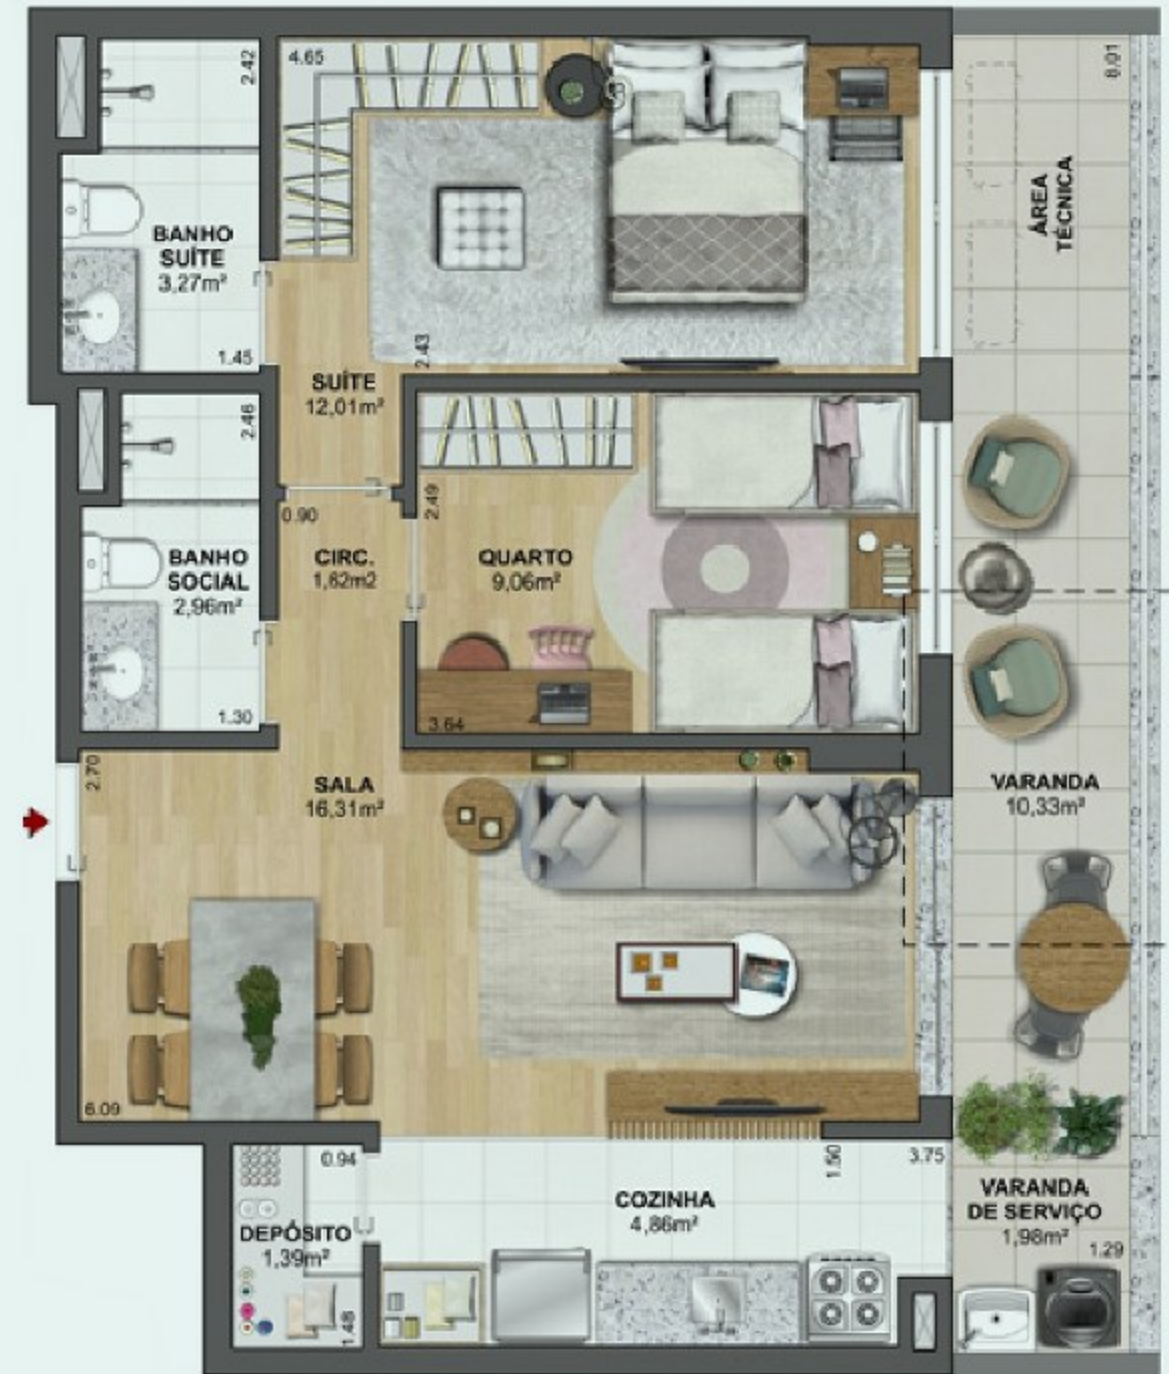 2.42
4.65
8.01
ÁREA
TÉCNICA
BANHO
SUÍTE
3,27m²
1.45
2.43
SUÍTE
12,01m²
2.46
2.49
0.90
BANHO
SOCIAL
2,96m²
CIRC.
1,62m2
QUARTO
9,06m²
1.30
3.64
2.70
SALA
16,31m²
VARANDA
10,33m²
6.09
0.94
1.50
3.75
COZINHA
4,86m²
VARANDA
DE SERVIÇO
1,98m²
1.29
DEPÓSITO
1,39m²
1.48